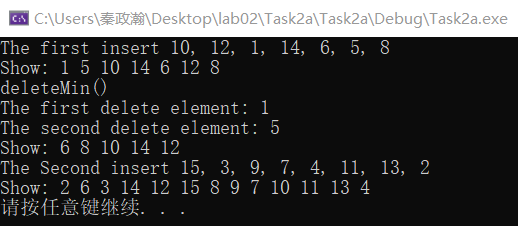 C:\Users\秦政瀚\Desktop\lab02\Task2a\Task2a\Debug\Task2a.exe
The first insert 10, 12, 1, 14, 6, 5, 8
Show: 1 5 10 14 6 12 8
deleteMin()
The first delete element: 1
The second delete element: 5
Show: 6 8 10 14 12
The Second insert 15, 3, 9, 7, 4, 11, 13, 2
Show: 2 6 3 14 12 15 8 9 7 10 11 13 4
请按任意键继续. . .